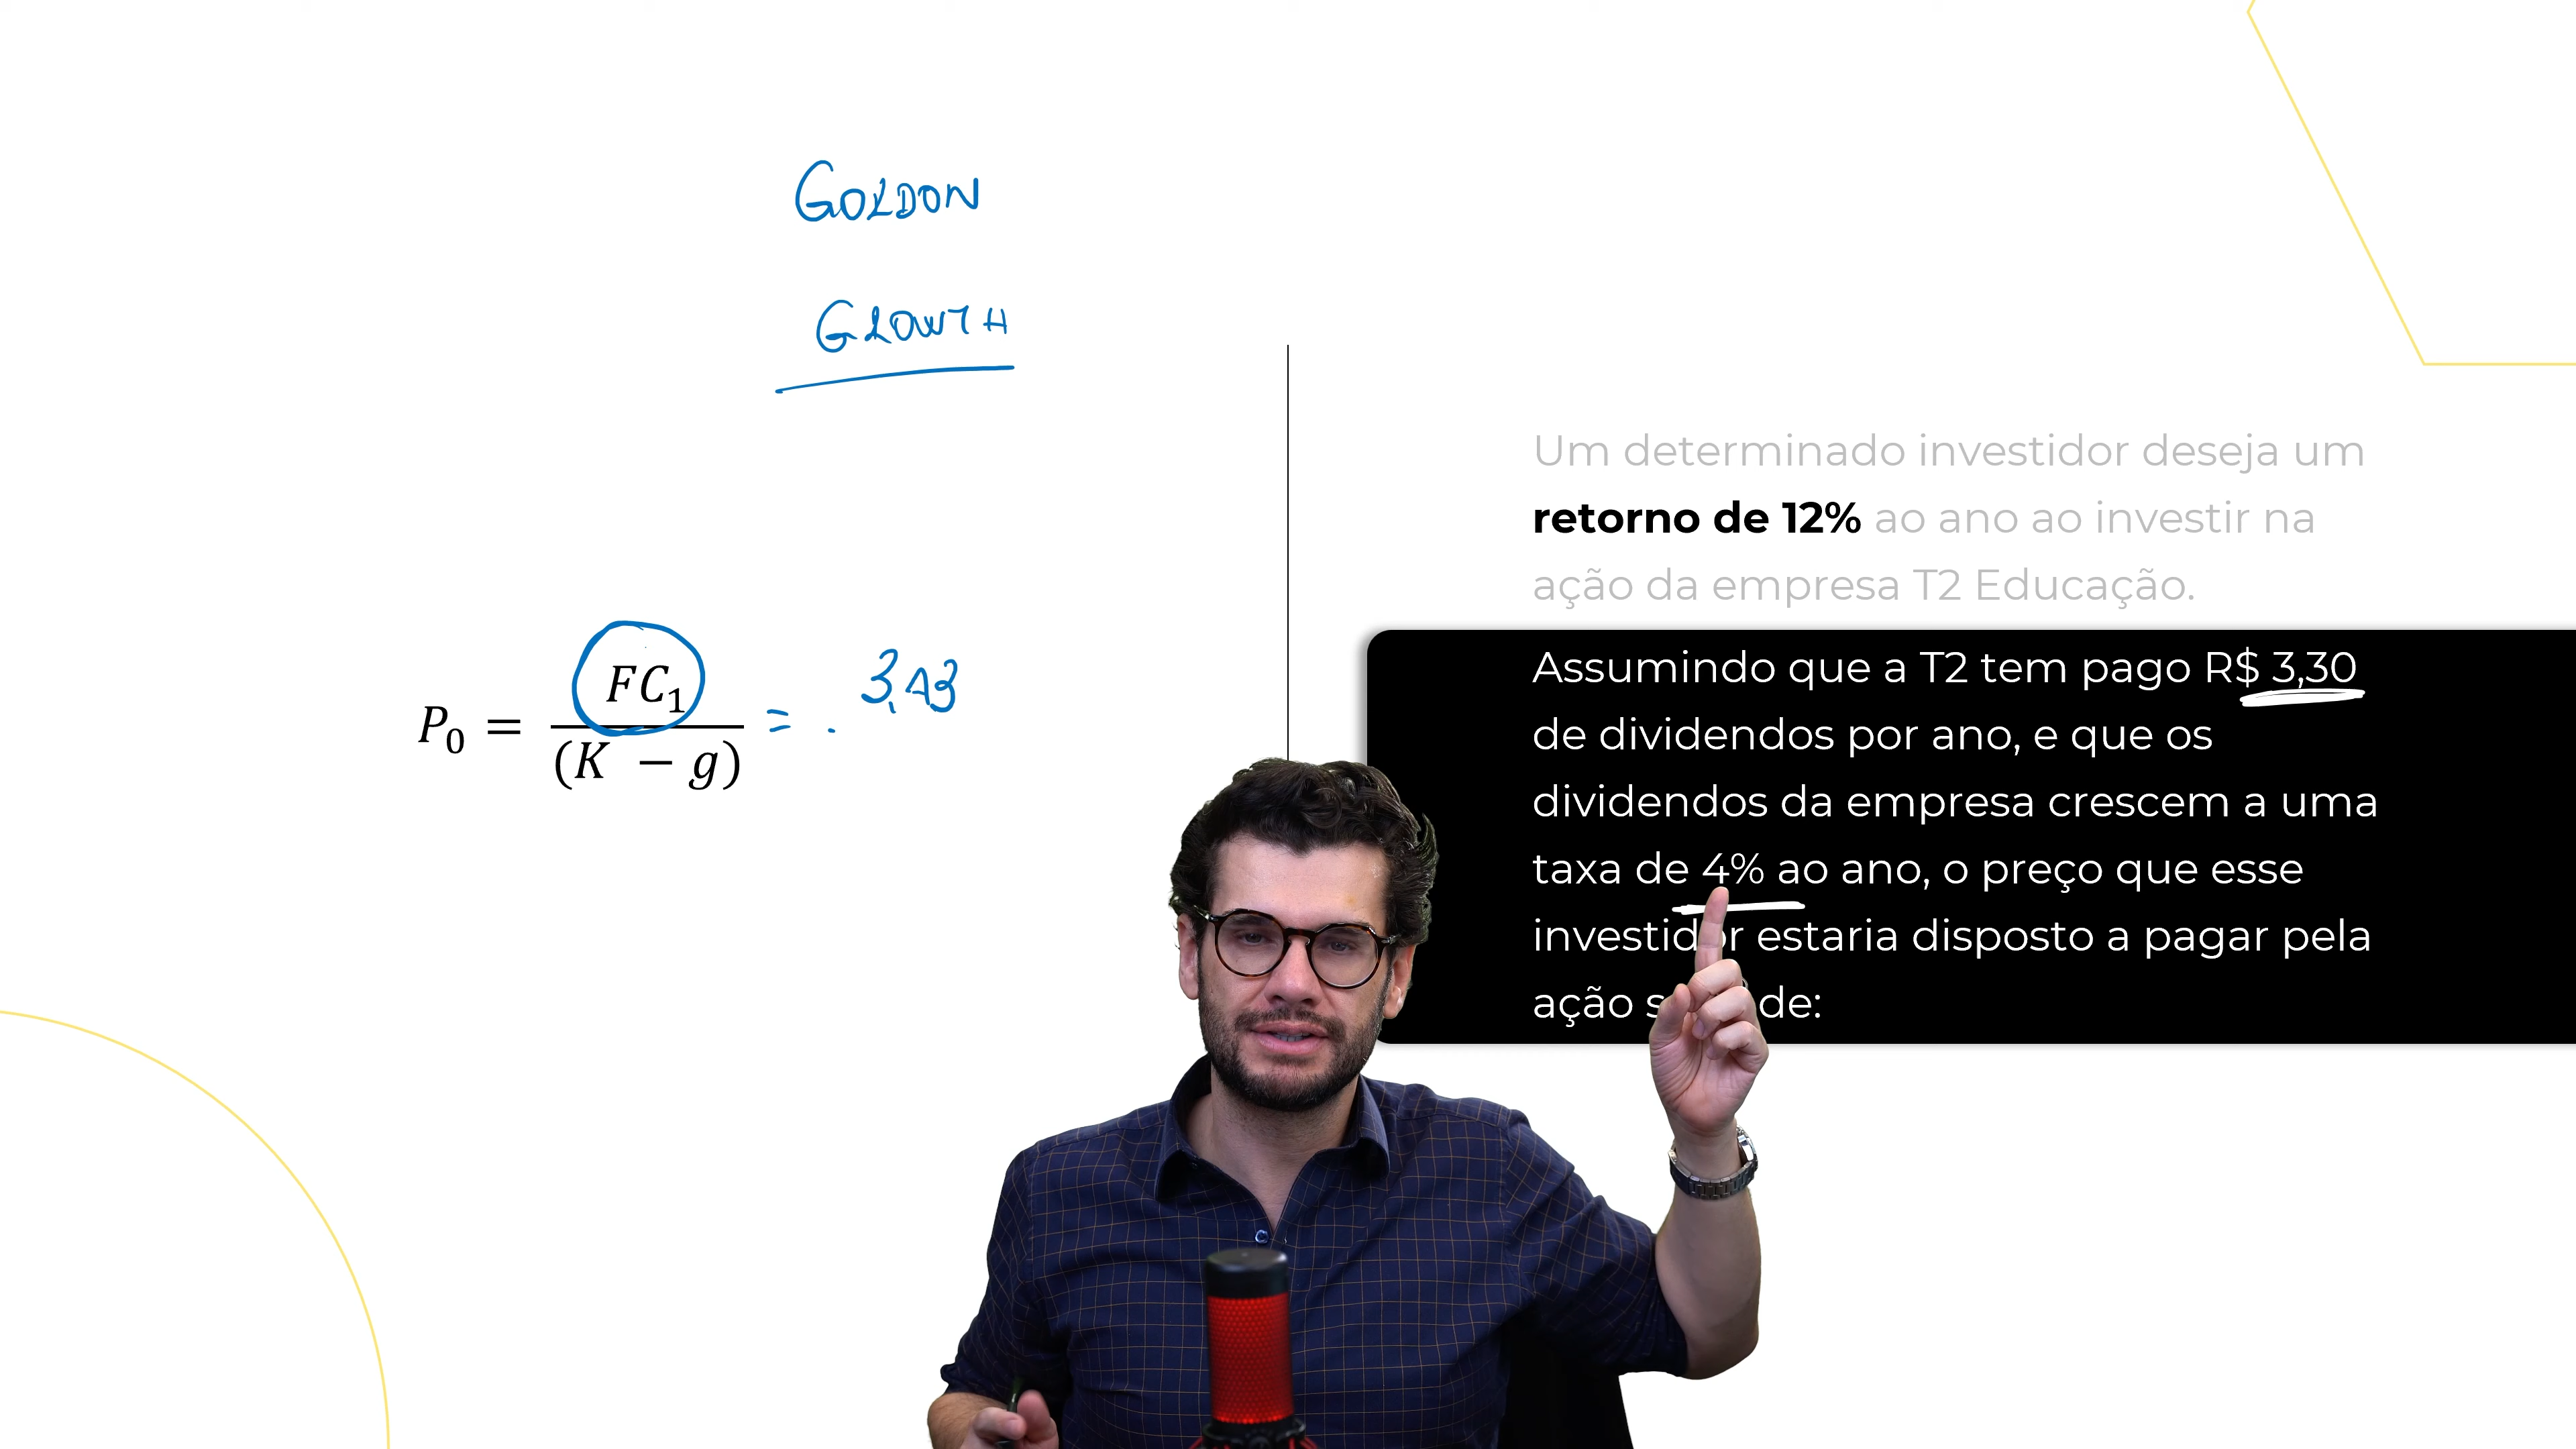 GORDON
GROWTH
P₀ = FC₁ / (K − g) = . 3,43
Um determinado investidor deseja um
retorno de 12% ao ano ao investir na
ação da empresa T2 Educação.
Assumindo que a T2 tem pago R$ 3,30
de dividendos por ano, e que os
dividendos da empresa crescem a uma
taxa de 4% ao ano, o preço que esse
investidor estaria disposto a pagar pela
ação de: